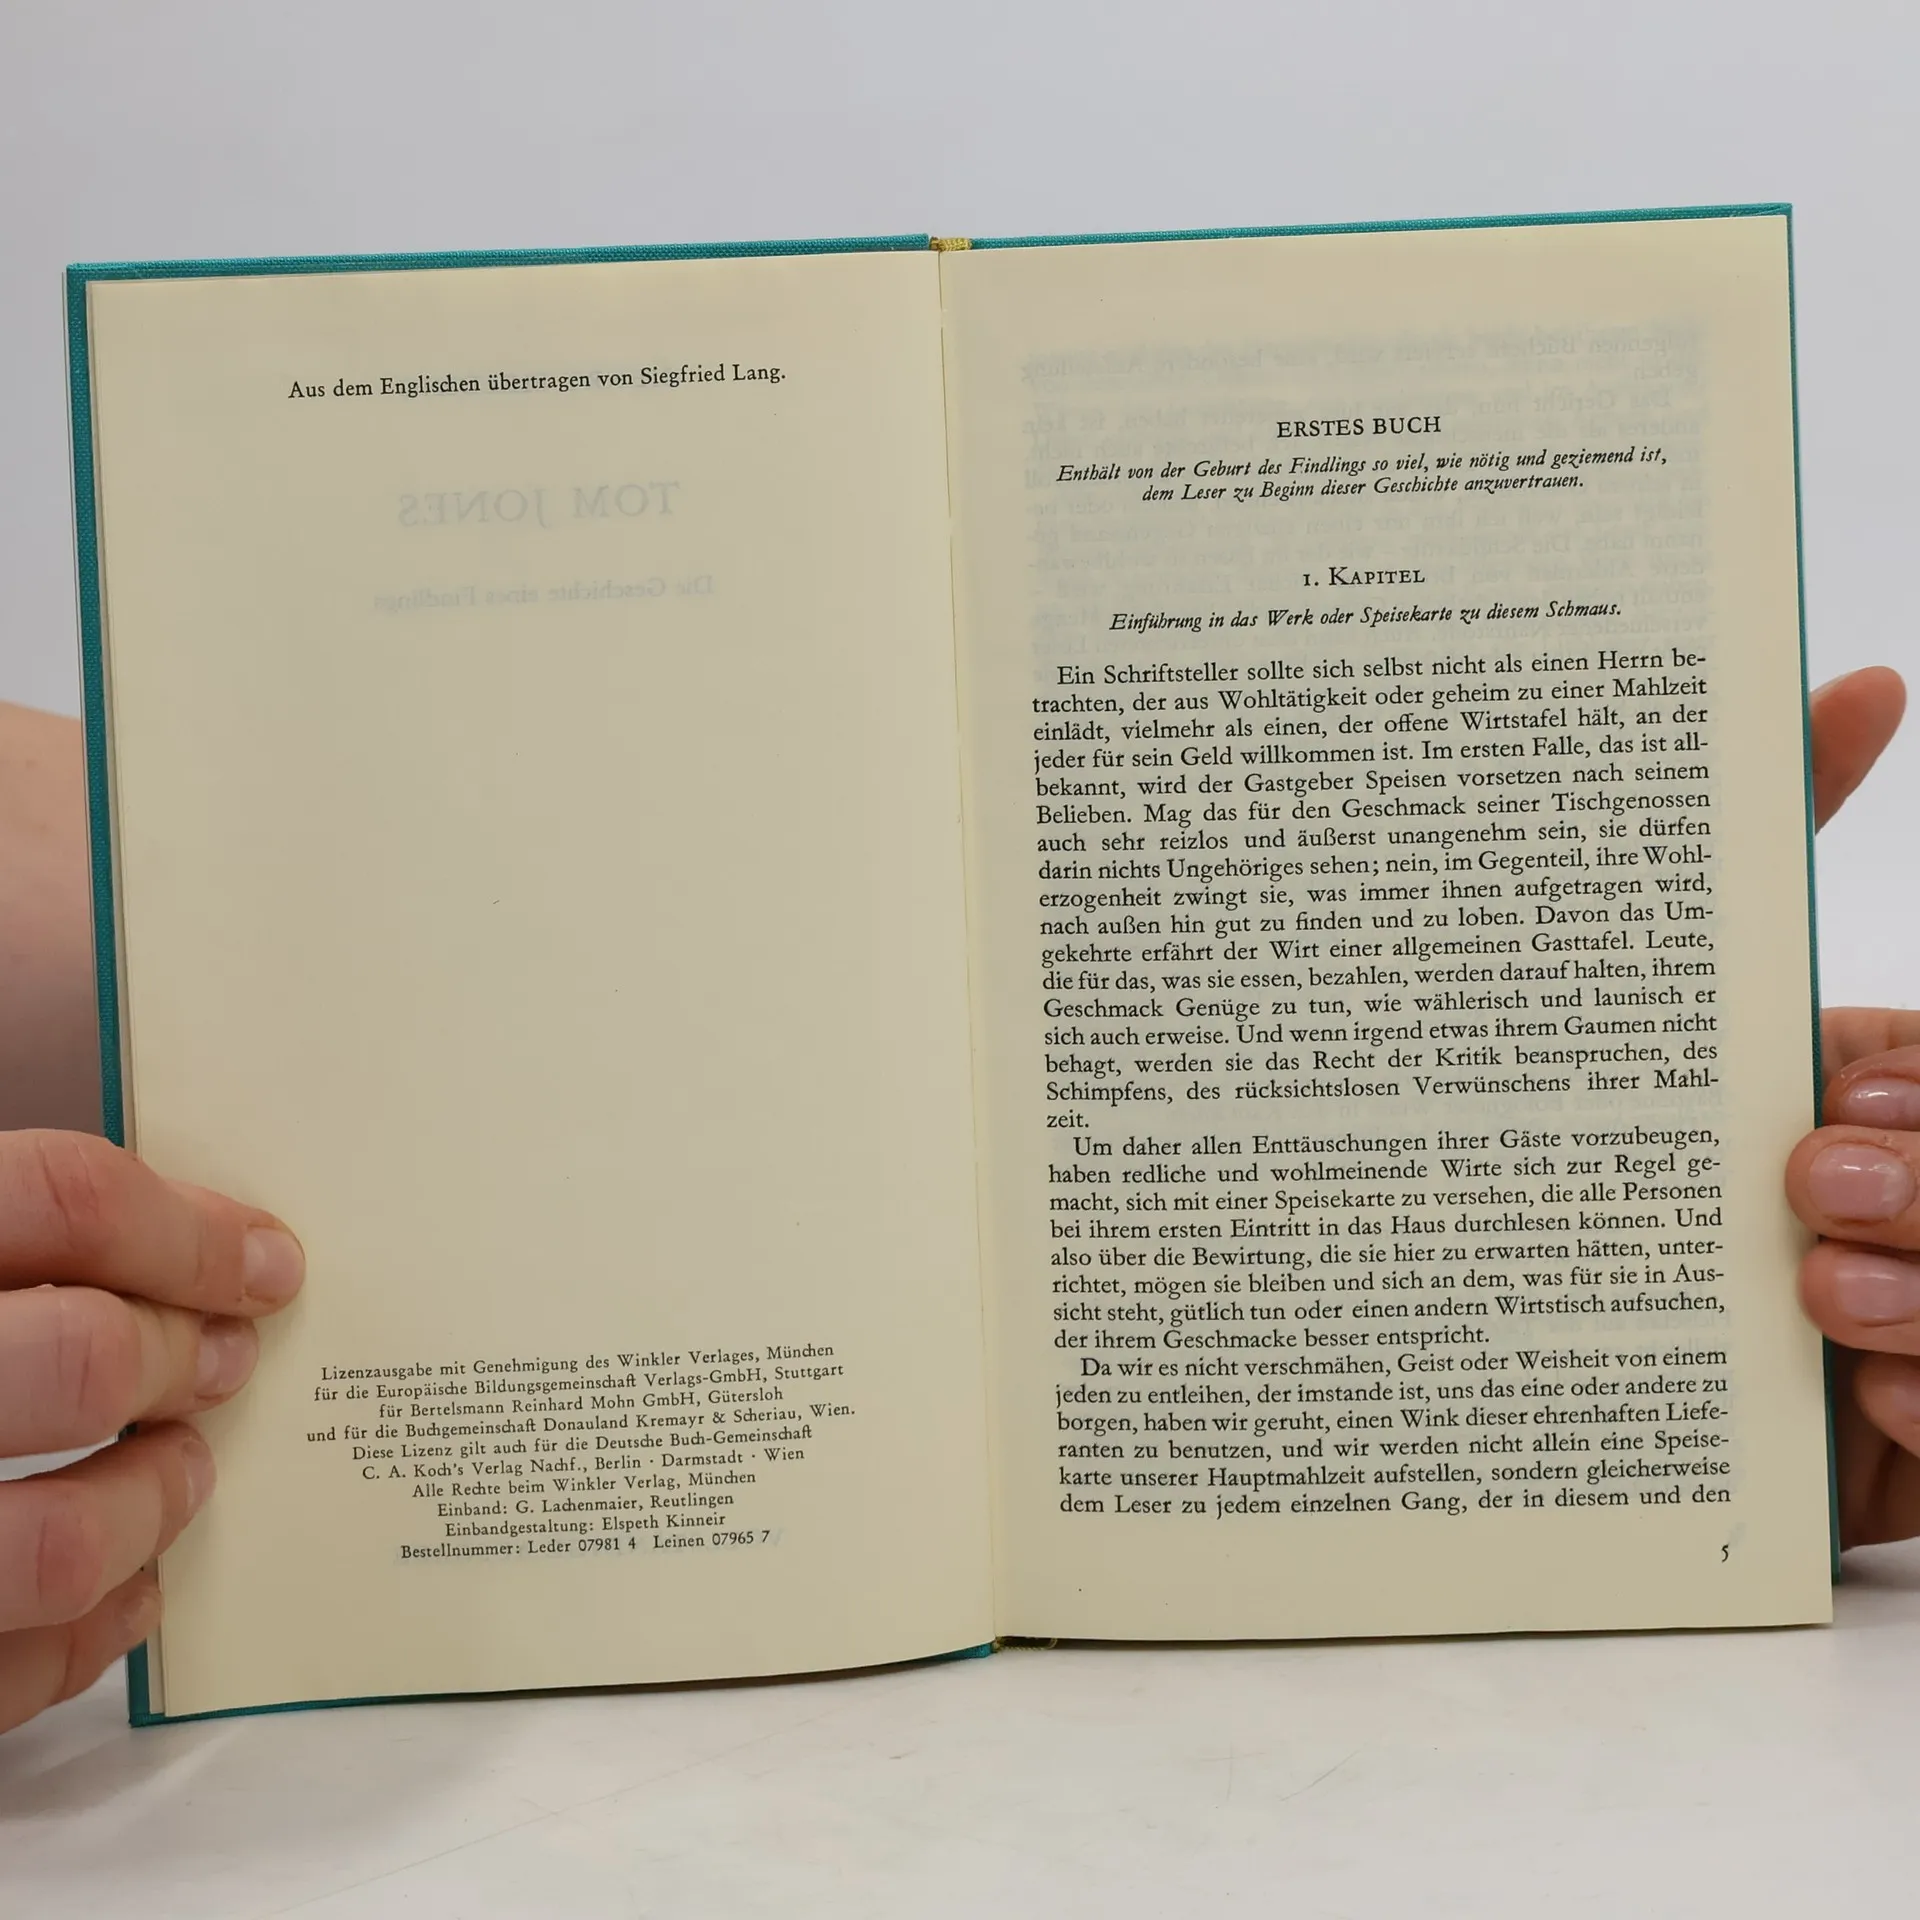 Aus dem Englischen übertragen von Siegfried Lang.
TOM JONES
Die Geschichte eines Findlings
Lizenzausgabe mit Genehmigung des Winkler Verlages, München
für die Europäische Bildungsgemeinschaft Verlags-GmbH, Stuttgart
für Bertelsmann Reinhard Mohn GmbH, Gütersloh
und für die Buchgemeinschaft Donauland Kremayr & Scheriau, Wien.
Diese Lizenz gilt auch für die Deutsche Buch-Gemeinschaft
C. A. Koch's Verlag Nachf., Berlin · Darmstadt · Wien
Alle Rechte beim Winkler Verlag, München
Einband: G. Lachenmaier, Reutlingen
Einbandgestaltung: Elspeth Kinneir
Bestellnummer: Leder 07981 4 Leinen 07965 7
ERSTES BUCH
Enthält von der Geburt des Findlings so viel, wie nötig und geziemend ist,
dem Leser zu Beginn dieser Geschichte anzuvertrauen.
1. KAPITEL
Einführung in das Werk oder Speisekarte zu diesem Schmaus.
Ein Schriftsteller sollte sich selbst nicht als einen Herrn be-
trachten, der aus Wohltätigkeit oder geheim zu einer Mahlzeit
einlädt, vielmehr als einen, der offene Wirtstafel hält, an der
jeder für sein Geld willkommen ist. Im ersten Falle, das ist all-
bekannt, wird der Gastgeber Speisen vorsetzen nach seinem
Belieben. Mag das für den Geschmack seiner Tischgenossen
auch sehr reizlos und äußerst unangenehm sein, sie dürfen
darin nichts Ungehöriges sehen; nein, im Gegenteil, ihre Wohl-
erzogenheit zwingt sie, was immer ihnen aufgetragen wird,
nach außen hin gut zu finden und zu loben. Davon das Um-
gekehrte erfährt der Wirt einer allgemeinen Gasttafel. Leute,
die für das, was sie essen, bezahlen, werden darauf halten, ihrem
Geschmack Genüge zu tun, wie wählerisch und launisch er
sich auch erweise. Und wenn irgend etwas ihrem Gaumen nicht
behagt, werden sie das Recht der Kritik beanspruchen, des
Schimpfens, des rücksichtslosen Verwünschens ihrer Mahl-
zeit.
Um daher allen Enttäuschungen ihrer Gäste vorzubeugen,
haben redliche und wohlmeinende Wirte sich zur Regel ge-
macht, sich mit einer Speisekarte zu versehen, die alle Personen
bei ihrem ersten Eintritt in das Haus durchlesen können. Und
also über die Bewirtung, die sie hier zu erwarten hätten, unter-
richtet, mögen sie bleiben und sich an dem, was für sie in Aus-
sicht steht, gütlich tun oder einen andern Wirtstisch aufsuchen,
der ihrem Geschmacke besser entspricht.
Da wir es nicht verschmähen, Geist oder Weisheit von einem
jeden zu entleihen, der imstande ist, uns das eine oder andere zu
borgen, haben wir geruht, einen Wink dieser ehrenhaften Liefe-
ranten zu benutzen, und wir werden nicht allein eine Speise-
karte unserer Hauptmahlzeit aufstellen, sondern gleicherweise
dem Leser zu jedem einzelnen Gang, der in diesem und den
5